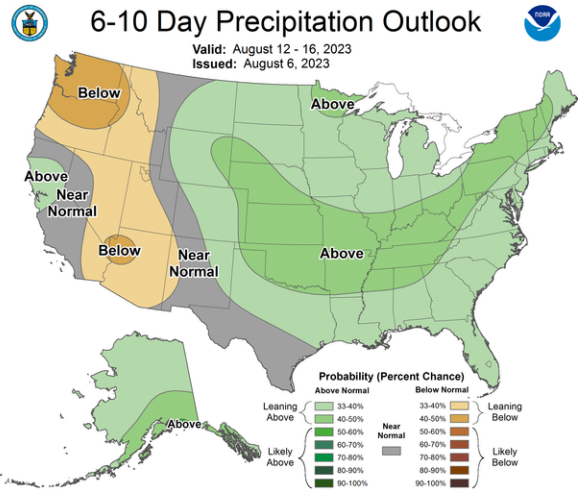 6-10 Day Precipitation Outlook
NOAA
Valid: August 12 - 16, 2023
Issued: August 6, 2023
Below
Above
Above
Near
Normal
Below
Near
Normal
Above
Above
Probability (Percent Chance)
Above Normal
Below Normal
Leaning
Above
33-40%
40-50%
Likely
Above
50-60%
60-70%
70-80%
80-90%
90-100%
Near
Normal
33-40%
40-50%
Leaning
Below
50-60%
60-70%
70-80%
80-90%
90-100%
Likely
Below